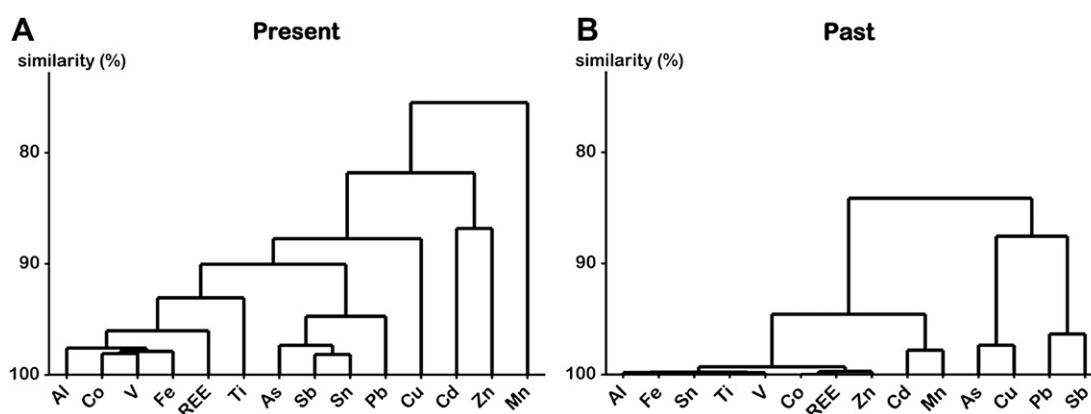 A Present
similarity (%)
80
90
100
Al Co V Fe REE Ti As Sb Sn Pb Cu Cd Zn Mn
B Past
similarity (%)
80
90
100
Al Fe Sn Ti V Co REE Zn Cd Mn As Cu Pb Sb